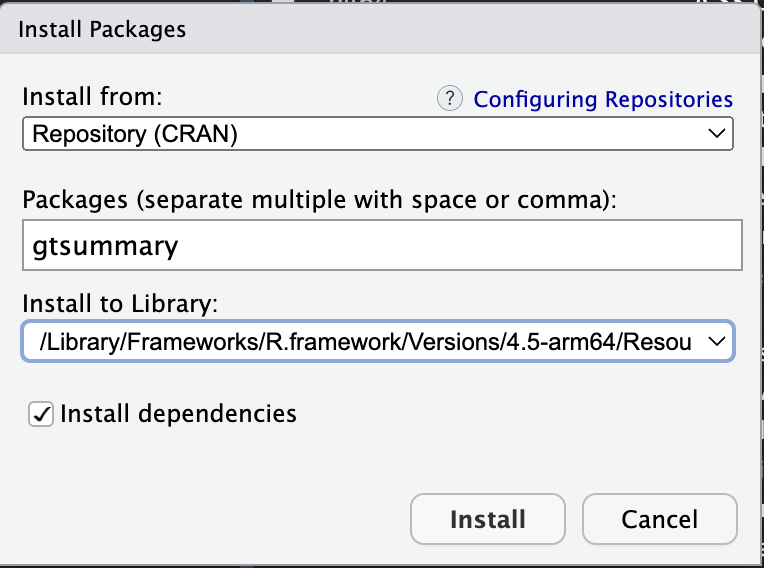 Install Packages
Install from:
? Configuring Repositories
Repository (CRAN)
Packages (separate multiple with space or comma):
gtsummary
Install to Library:
/Library/Frameworks/R.framework/Versions/4.5-arm64/Resou
Install dependencies
Install
Cancel